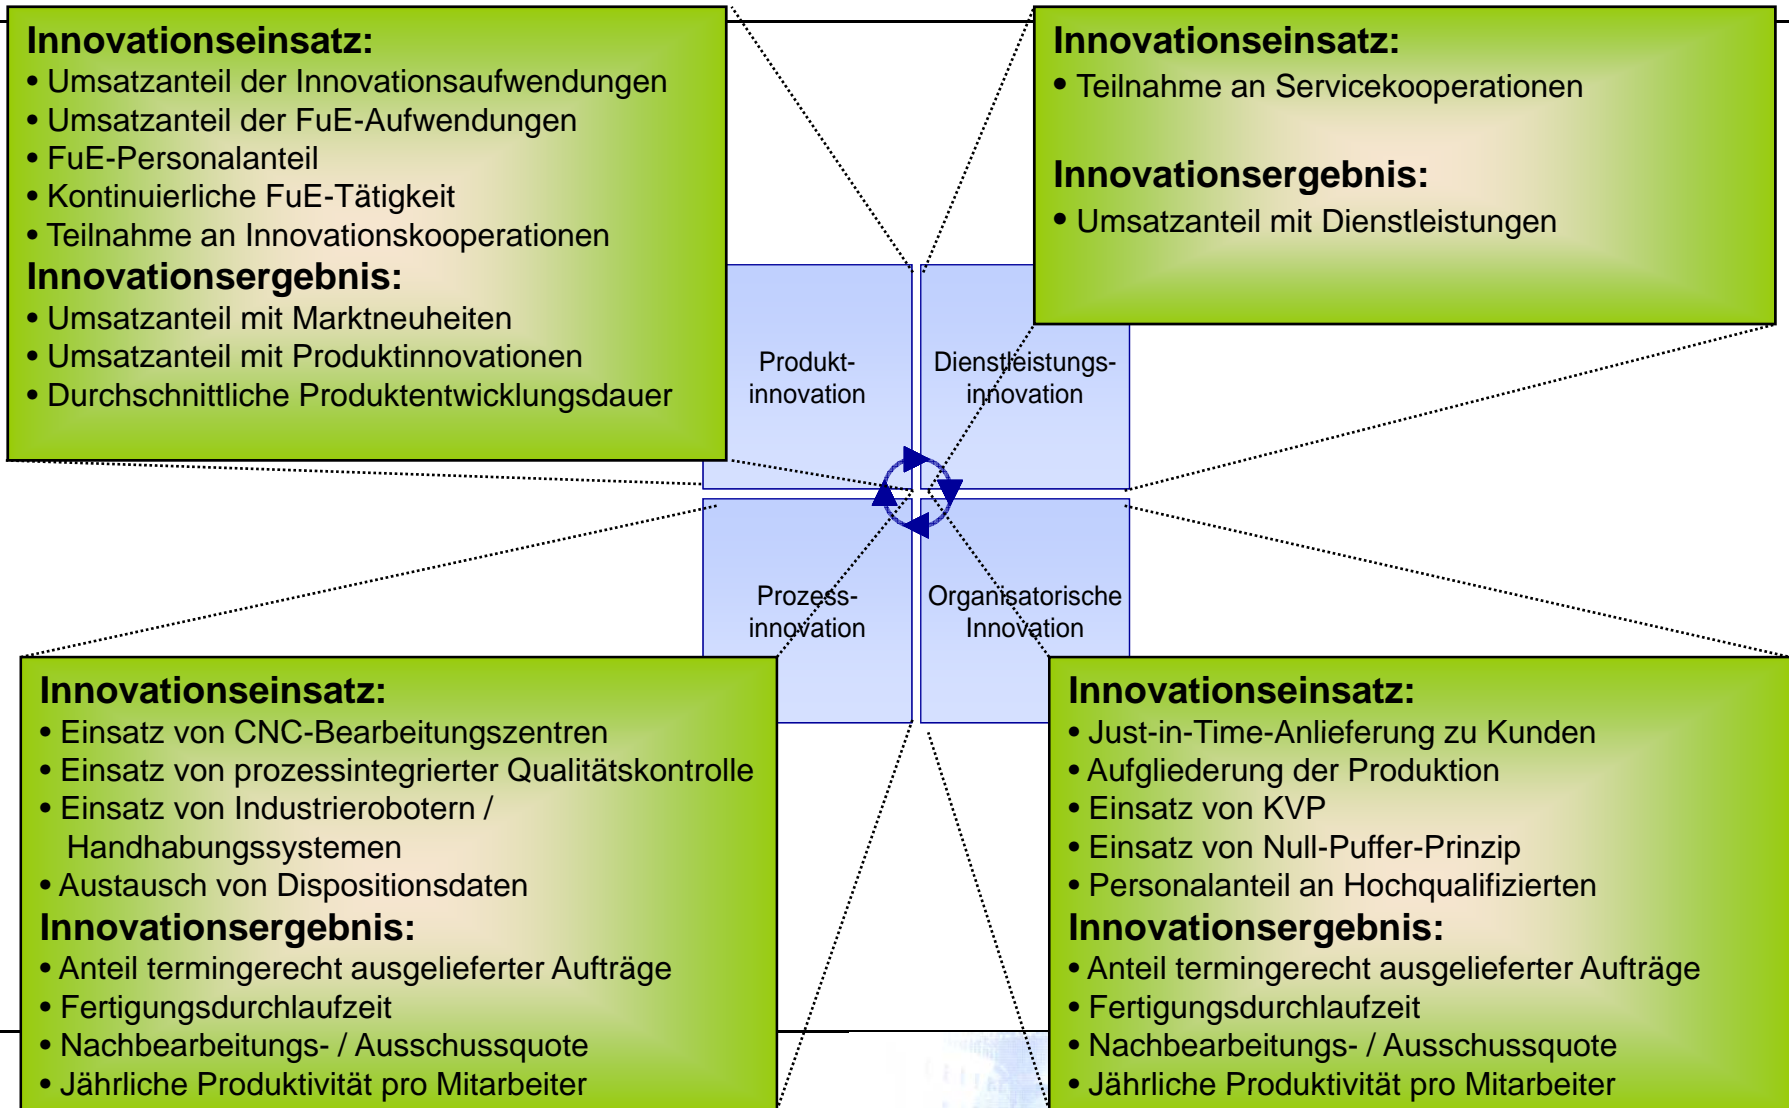 Innovationseinsatz:
• Umsatzanteil der Innovationsaufwendungen
• Umsatzanteil der FuE-Aufwendungen
• FuE-Personalanteil
• Kontinuierliche FuE-Tätigkeit
• Teilnahme an Innovationskooperationen
Innovationsergebnis:
• Umsatzanteil mit Marktneuheiten
• Umsatzanteil mit Produktinnovationen
• Durchschnittliche Produktentwicklungsdauer
Innovationseinsatz:
• Teilnahme an Servicekooperationen
Innovationsergebnis:
• Umsatzanteil mit Dienstleistungen
Produkt-
innovation
Dienstleistungs-
innovation
Prozess-
innovation
Organisatorische
Innovation
Innovationseinsatz:
• Einsatz von CNC-Bearbeitungszentren
• Einsatz von prozessintegrierter Qualitätskontrolle
• Einsatz von Industrierobotern /
Handhabungssystemen
• Austausch von Dispositionsdaten
Innovationsergebnis:
• Anteil termingerecht ausgelieferter Aufträge
• Fertigungsdurchlaufzeit
• Nachbearbeitungs- / Ausschussquote
• Jährliche Produktivität pro Mitarbeiter
Innovationseinsatz:
• Just-in-Time-Anlieferung zu Kunden
• Aufgliederung der Produktion
• Einsatz von KVP
• Einsatz von Null-Puffer-Prinzip
• Personalanteil an Hochqualifizierten
Innovationsergebnis:
• Anteil termingerecht ausgelieferter Aufträge
• Fertigungsdurchlaufzeit
• Nachbearbeitungs- / Ausschussquote
• Jährliche Produktivität pro Mitarbeiter